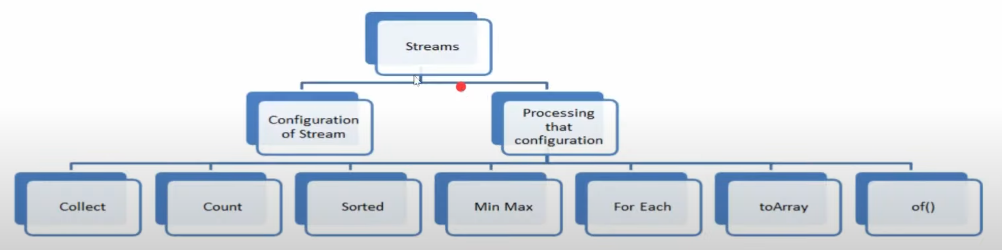 Streams
Configuration
of Stream
Processing
that
configuration
Collect
Count
Sorted
Min Max
For Each
toArray
of()